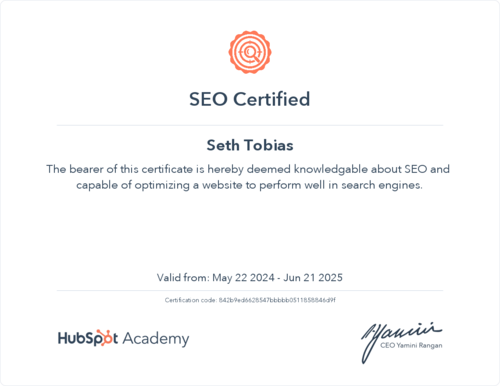 SEO Certified
Seth Tobias
The bearer of this certificate is hereby deemed knowledgable about SEO and
capable of optimizing a website to perform well in search engines.
Valid from: May 22 2024 - Jun 21 2025
Certification code: 842b9ed6628547bbbbb0511858846d9f
HubSpot Academy
Yamini
CEO Yamini Rangan